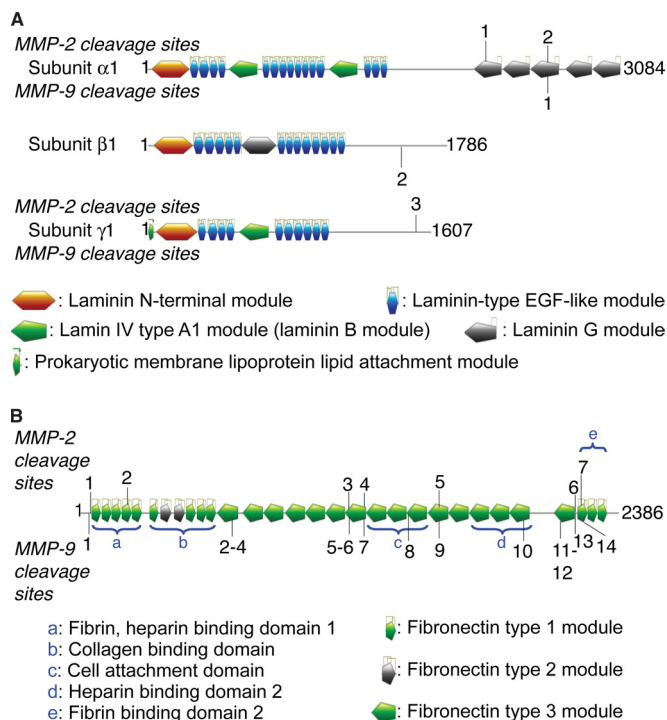 A
MMP-2 cleavage sites
1 2
Subunit α1 1 3084
MMP-9 cleavage sites
1
Subunit β1 1 1786
2
MMP-2 cleavage sites
3
Subunit γ1 1 1607
MMP-9 cleavage sites
: Laminin N-terminal module
: Laminin-type EGF-like module
: Lamin IV type A1 module (laminin B module)
: Laminin G module
: Prokaryotic membrane lipoprotein lipid attachment module
B
MMP-2
cleavage
sites
e
1 2 3 4 5 6 7
1 2386
a b c d
1 2-4 5-6 7 8 9 10 11-12 13 14
MMP-9
cleavage
sites
a: Fibrin, heparin binding domain 1
b: Collagen binding domain
c: Cell attachment domain
d: Heparin binding domain 2
e: Fibrin binding domain 2
: Fibronectin type 1 module
: Fibronectin type 2 module
: Fibronectin type 3 module